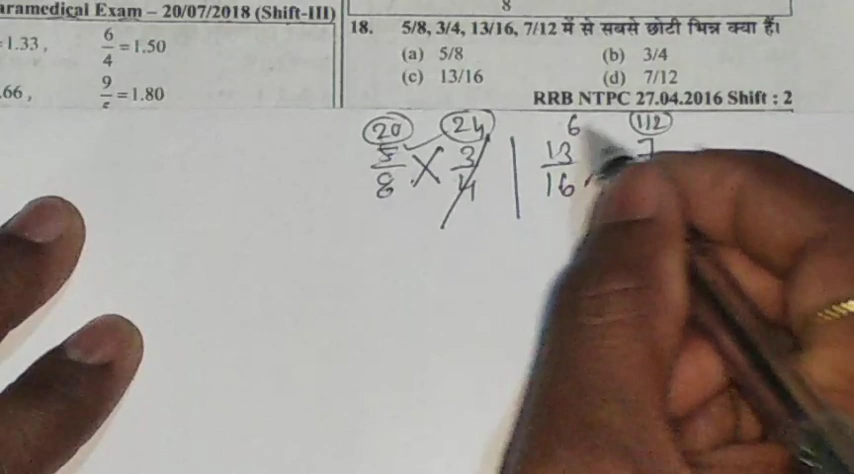 aramedical Exam – 20/07/2018 (Shift-III)
= 1.33 , 6/4 = 1.50
.66 , 9/5 = 1.80
8
18. 5/8, 3/4, 13/16, 7/12 में से सबसे छोटी भिन्न क्या हैं।
(a) 5/8 (b) 3/4
(c) 13/16 (d) 7/12
RRB NTPC 27.04.2016 Shift : 2
20 24 6 112
5/8 × 3/4 | 13/16 7